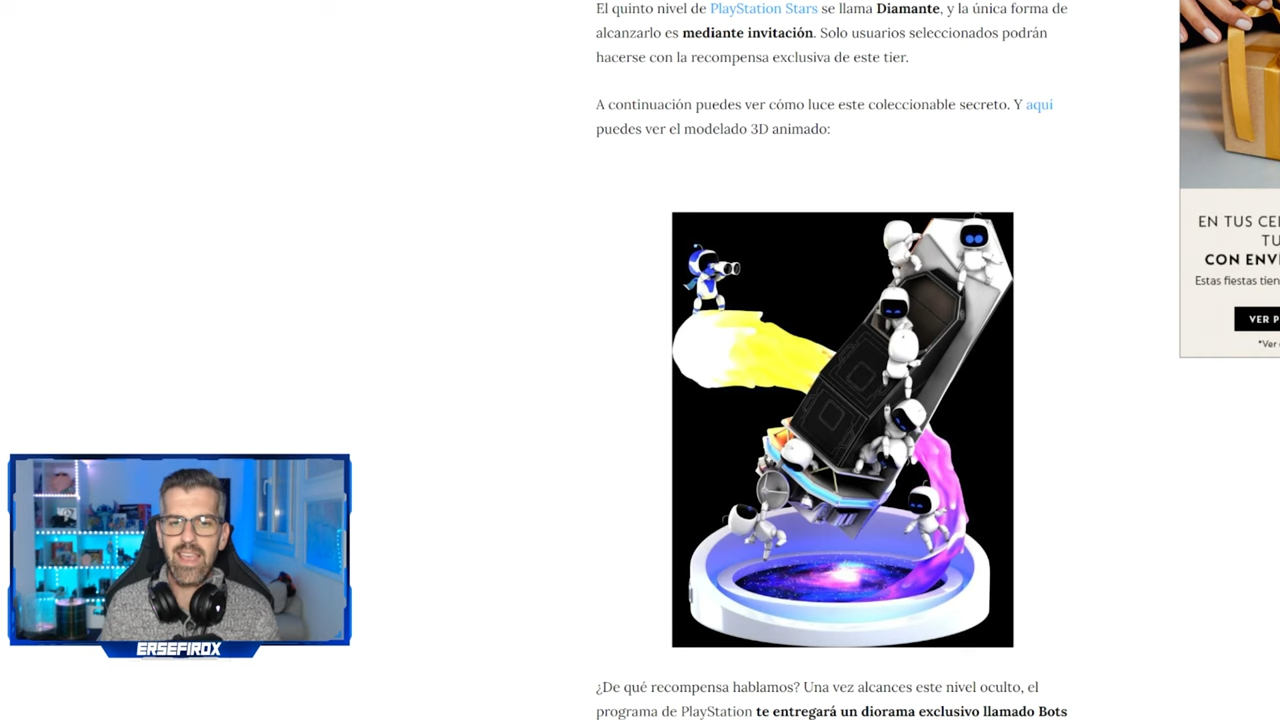 El quinto nivel de PlayStation Stars se llama Diamante, y la única forma de
alcanzarlo es mediante invitación. Solo usuarios seleccionados podrán
hacerse con la recompensa exclusiva de este tier.
A continuación puedes ver cómo luce este coleccionable secreto. Y aquí
puedes ver el modelado 3D animado:
¿De qué recompensa hablamos? Una vez alcances este nivel oculto, el
programa de PlayStation te entregará un diorama exclusivo llamado Bots
EN TUS CE
TU
CON ENV
Estas fiestas tien
VER P
*Ver
ERSEFIROX